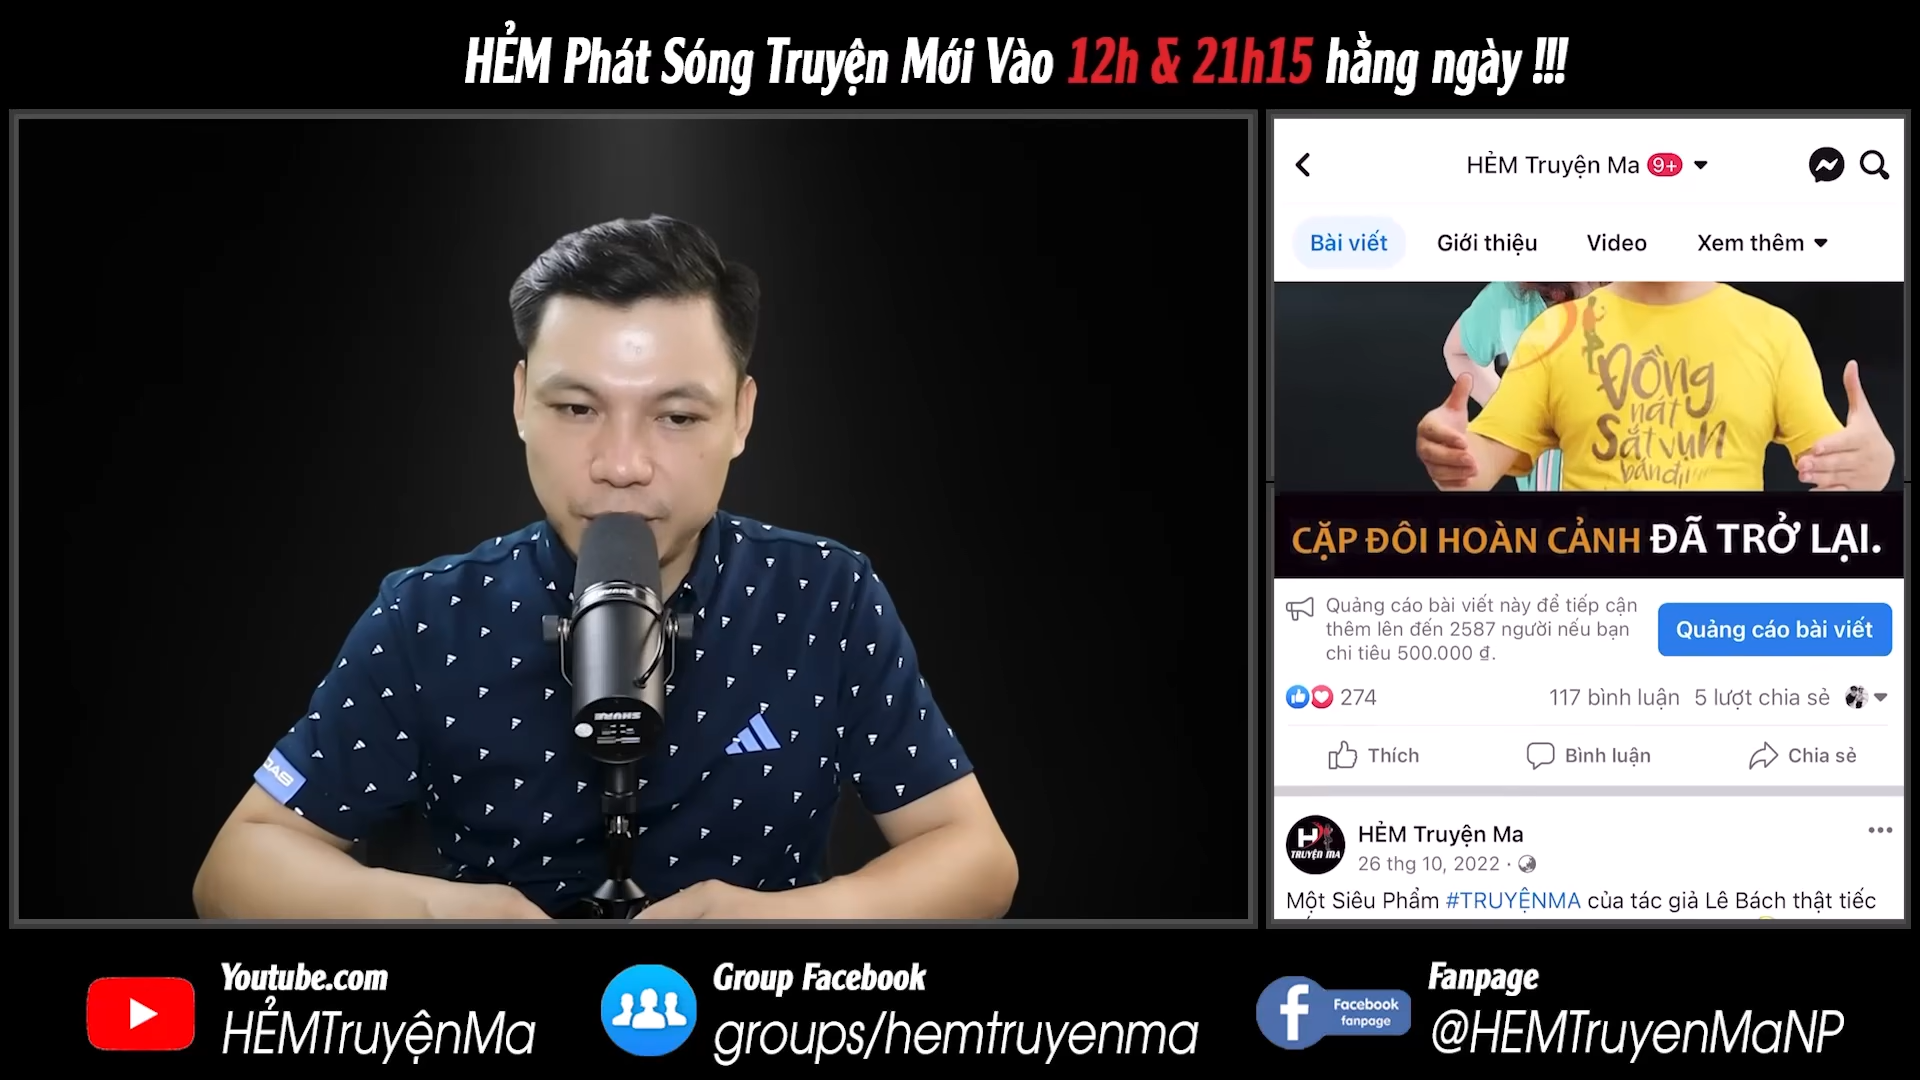 HẺM Phát Sóng Truyện Mới Vào 12h & 21h15 hằng ngày !!!
SHURE
HẺM Truyện Ma 9+
Bài viết
Giới thiệu
Video
Xem thêm
Đồng
nát
Sắt vụn
bán đi
CẶP ĐÔI HOÀN CẢNH ĐÃ TRỞ LẠI.
Quảng cáo bài viết này để tiếp cận
thêm lên đến 2587 người nếu bạn
chi tiêu 500.000 ₫.
Quảng cáo bài viết
274
117 bình luận
5 lượt chia sẻ
Thích
Bình luận
Chia sẻ
H
TRUYỆN MA
HẺM Truyện Ma
26 thg 10, 2022 ·
Một Siêu Phẩm #TRUYỆNMA của tác giả Lê Bách thật tiếc
Youtube.com
HẺMTruyệnMa
Group Facebook
groups/hemtruyenma
Facebook
fanpage
Fanpage
@HEMTruyenMaNP